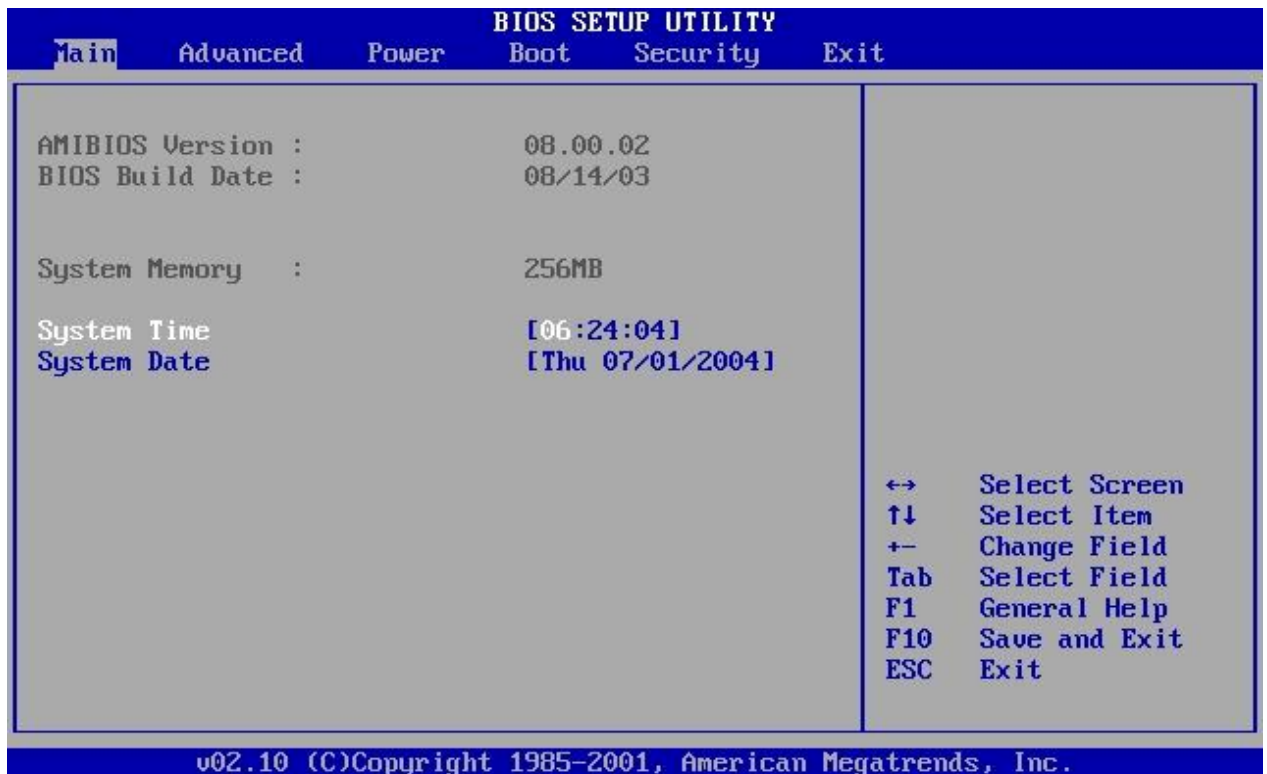 BIOS SETUP UTILITY
Main Advanced Power Boot Security Exit
AMIBIOS Version : 08.00.02
BIOS Build Date : 08/14/03
System Memory : 256MB
System Time [06:24:04]
System Date [Thu 07/01/2004]
←→ Select Screen
↑↓ Select Item
+- Change Field
Tab Select Field
F1 General Help
F10 Save and Exit
ESC Exit
v02.10 (C)Copyright 1985-2001, American Megatrends, Inc.